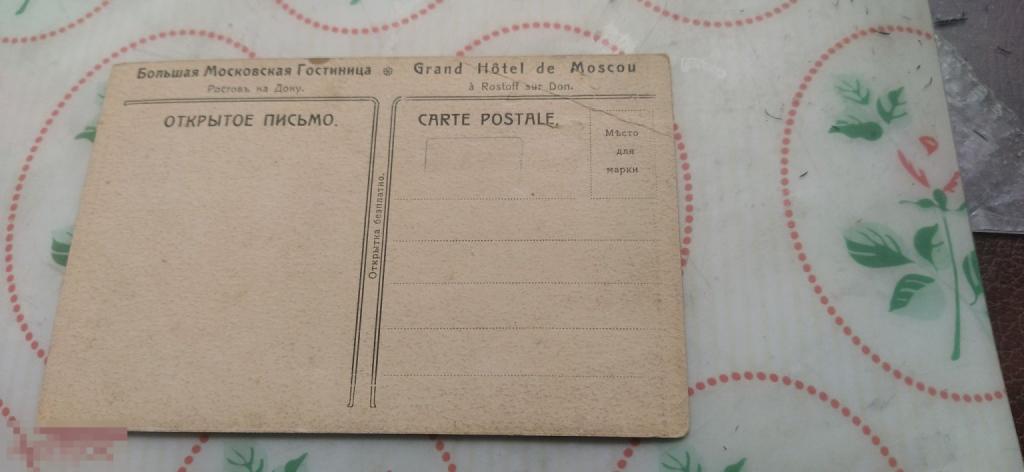 Большая Московская Гостиница ※ Grand Hôtel de Moscou
Ростовъ на Дону. à Rostoff sur Don.
ОТКРЫТОЕ ПИСЬМО.
CARTE POSTALE.
Мѣсто
для
марки
Открытка безплатно.